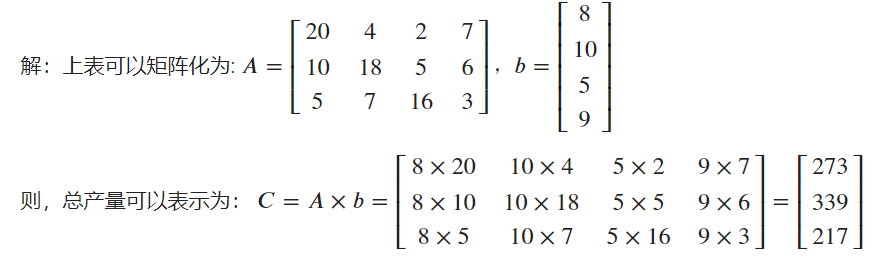 解：上表可以矩阵化为: A = [ 20 4 2 7 ; 10 18 5 6 ; 5 7 16 3 ]，b = [ 8 ; 10 ; 5 ; 9 ]
则，总产量可以表示为： C = A × b = [ 8 × 20 10 × 4 5 × 2 9 × 7 ; 8 × 10 10 × 18 5 × 5 9 × 6 ; 8 × 5 10 × 7 5 × 16 9 × 3 ] = [ 273 ; 339 ; 217 ]